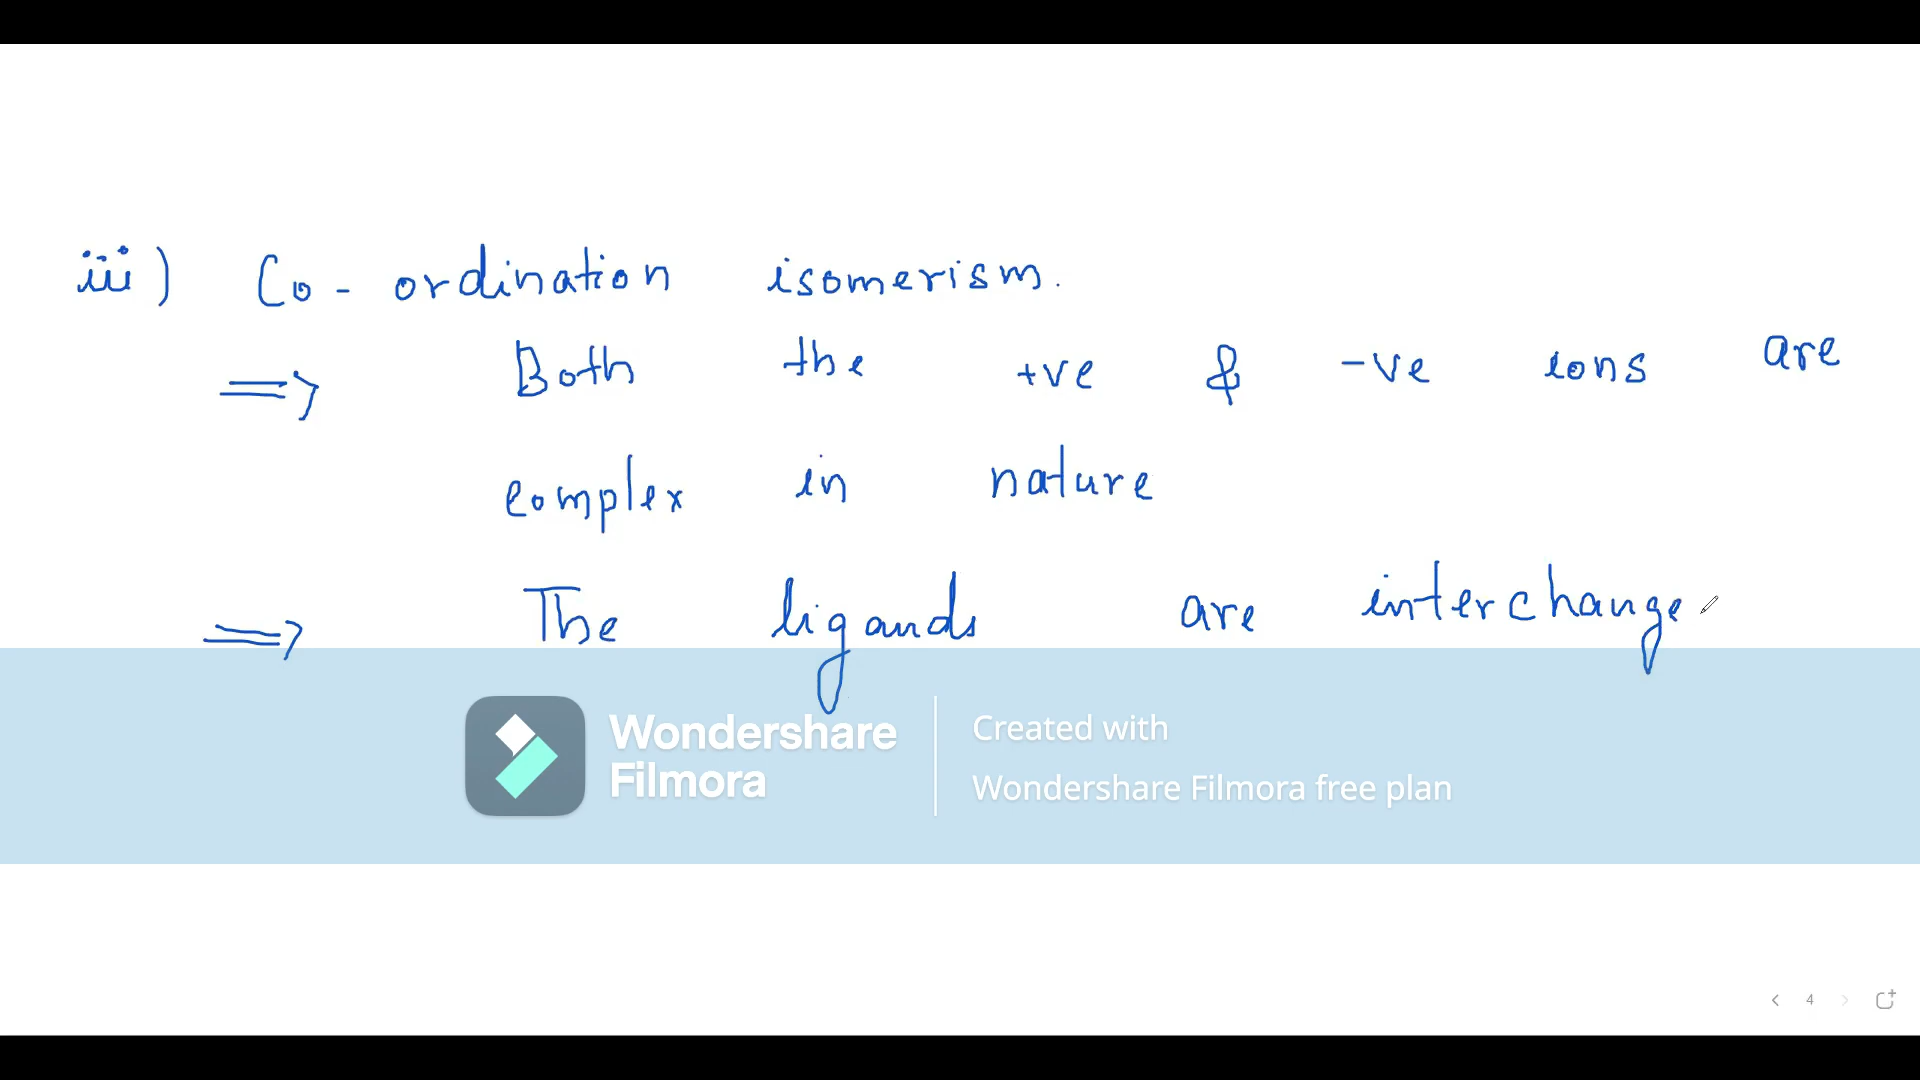 iii) Co-ordination isomerism.
⟹ Both the +ve & -ve ions are
complex in nature
⟹ The ligands are interchange
Wondershare
Filmora
Created with
Wondershare Filmora free plan
4